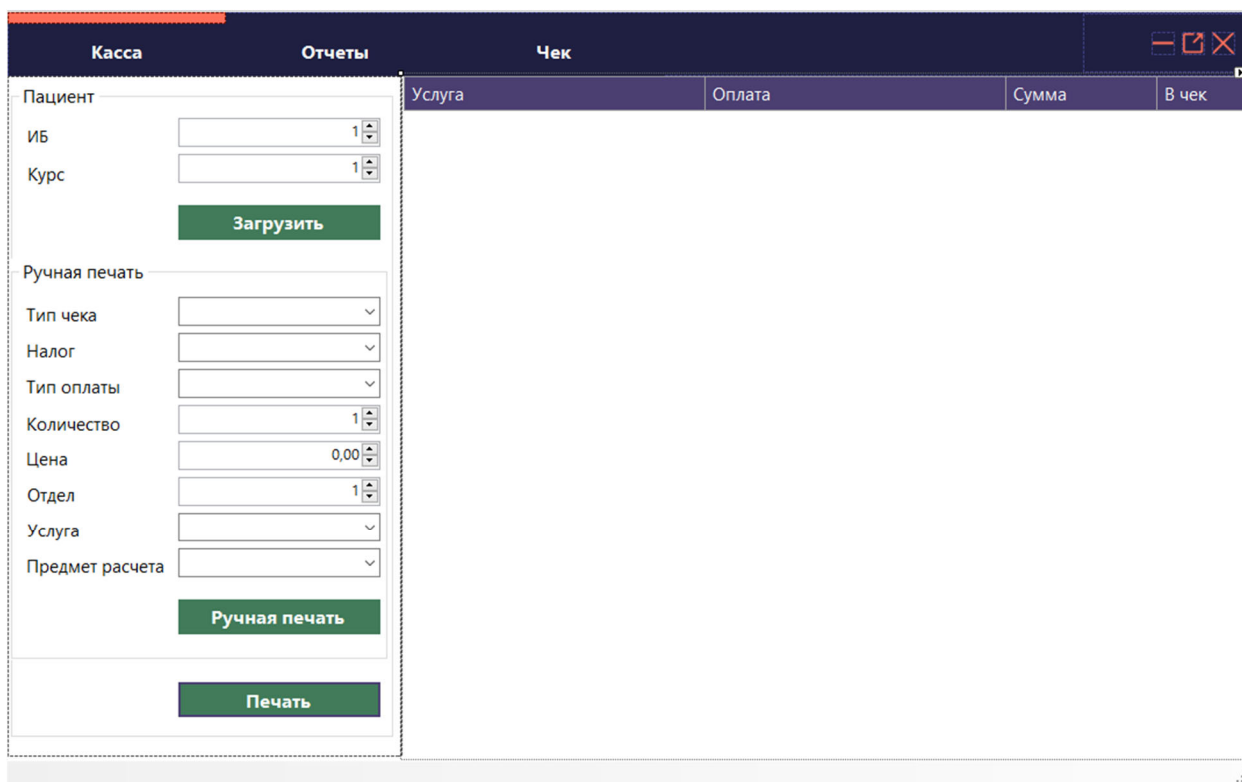 Касса Отчеты Чек
Пациент
Услуга Оплата Сумма В чек
ИБ 1
Курс 1
Загрузить
Ручная печать
Тип чека
Налог
Тип оплаты
Количество 1
Цена 0,00
Отдел 1
Услуга
Предмет расчета
Ручная печать
Печать